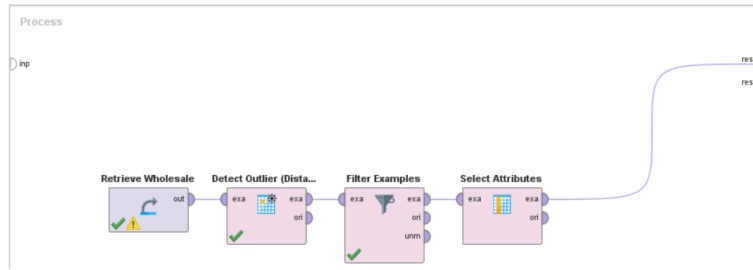 Process
inp
res
res
Retrieve Wholesale
Detect Outlier (Dista...
Filter Examples
Select Attributes
out
exa
exa
ori
exa
exa
ori
unm
exa
exa
ori